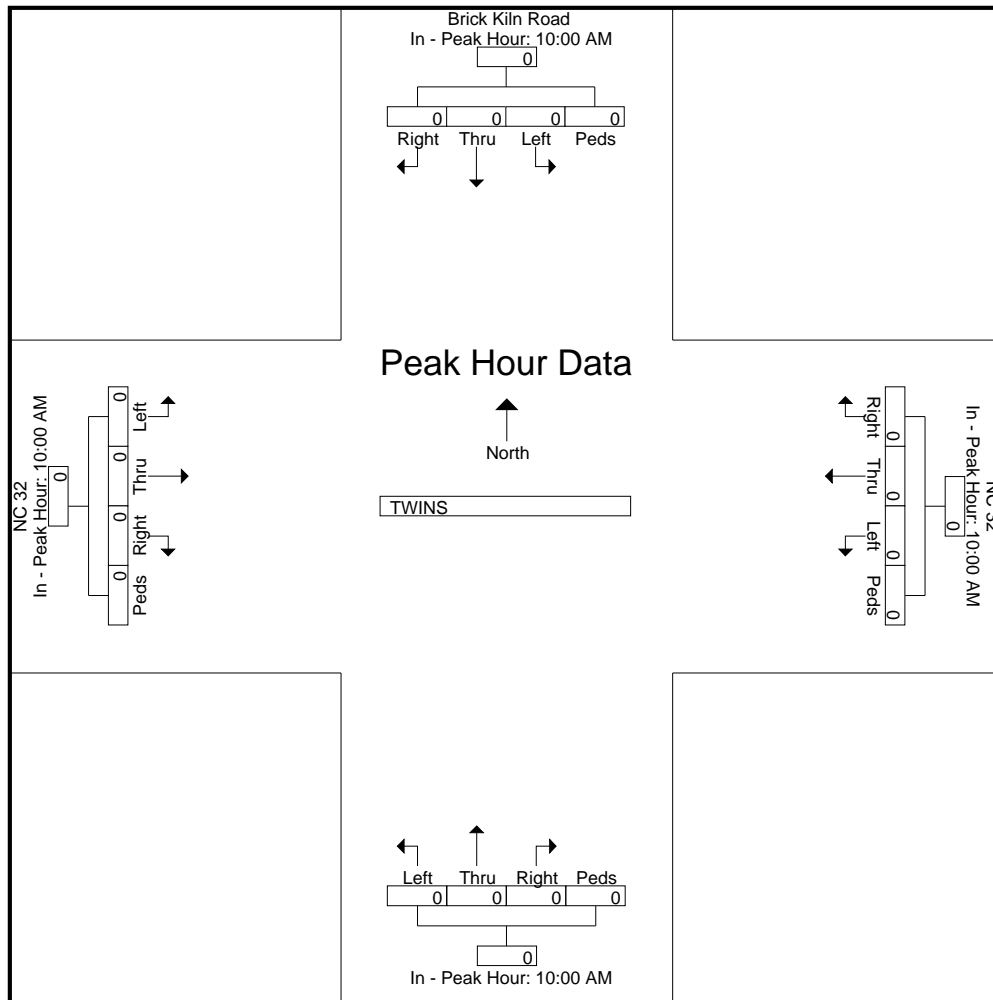 Brick Kiln Road
In - Peak Hour: 10:00 AM
0
0 0 0 0
Right Thru Left Peds
Peak Hour Data
North
TWINS
NC 32
In - Peak Hour: 10:00 AM
0
0 0 0 0
Left Thru Right Peds
NC 32
In - Peak Hour: 10:00 AM
0
0 0 0 0
Right Thru Left Peds
Left Thru Right Peds
0 0 0 0
0
In - Peak Hour: 10:00 AM